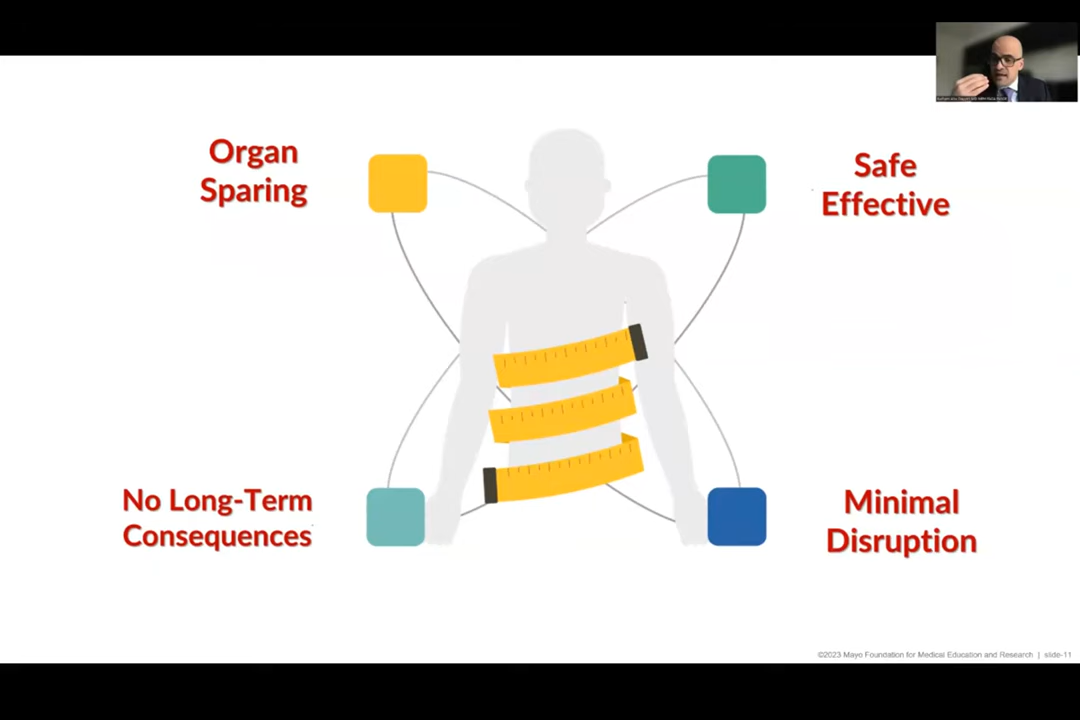 Organ
Sparing
Safe
Effective
No Long-Term
Consequences
Minimal
Disruption
©2023 Mayo Foundation for Medical Education and Research | slide-11